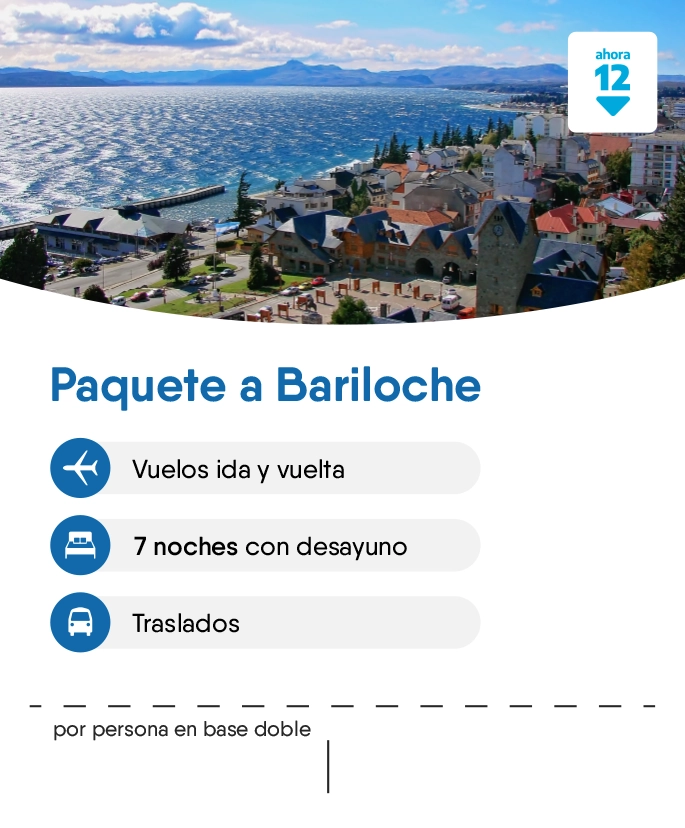 ahora
12
Paquete a Bariloche
Vuelos ida y vuelta
7 noches con desayuno
Traslados
por persona en base doble